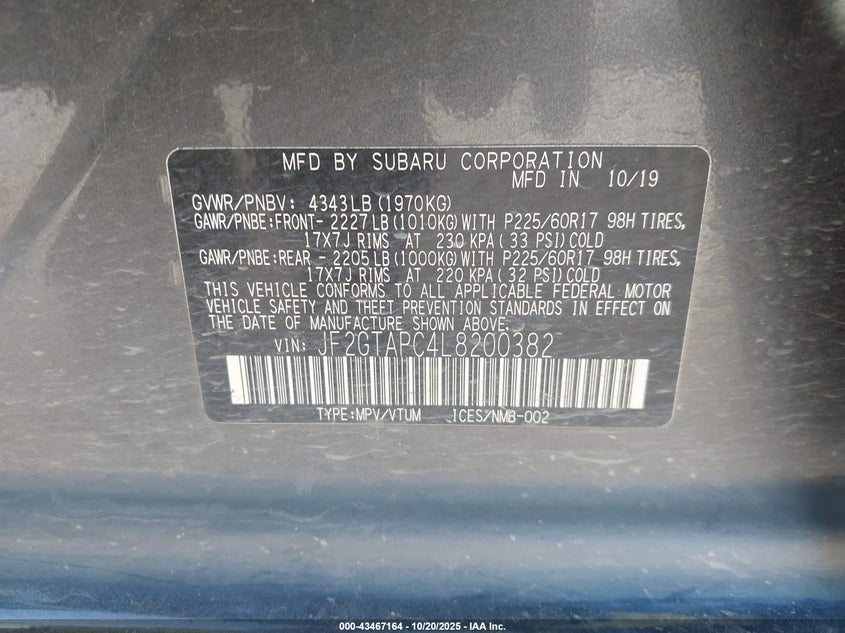 MFD BY SUBARU CORPORATION
MFD IN 10/19
GVWR/PNBV: 4343LB (1970KG)
GAWR/PNBE:FRONT- 2227LB (1010KG) WITH P225/60R17 98H TIRES,
17X7J RIMS AT 230 KPA ( 33 PSI) COLD
GAWR/PNBE:REAR - 2205LB (1000KG) WITH P225/60R17 98H TIRES,
17X7J RIMS AT 220 KPA ( 32 PSI) COLD
THIS VEHICLE CONFORMS TO ALL APPLICABLE FEDERAL MOTOR
VEHICLE SAFETY AND THEFT PREVENTION STANDARDS IN EFFECT ON
THE DATE OF MANUFACTURE SHOWN ABOVE.
VIN: JF2GTAPC4L8200382
TYPE:MPV/VTUM ICES/NMB-002
000-43467164 - 10/20/2025 - IAA Inc.